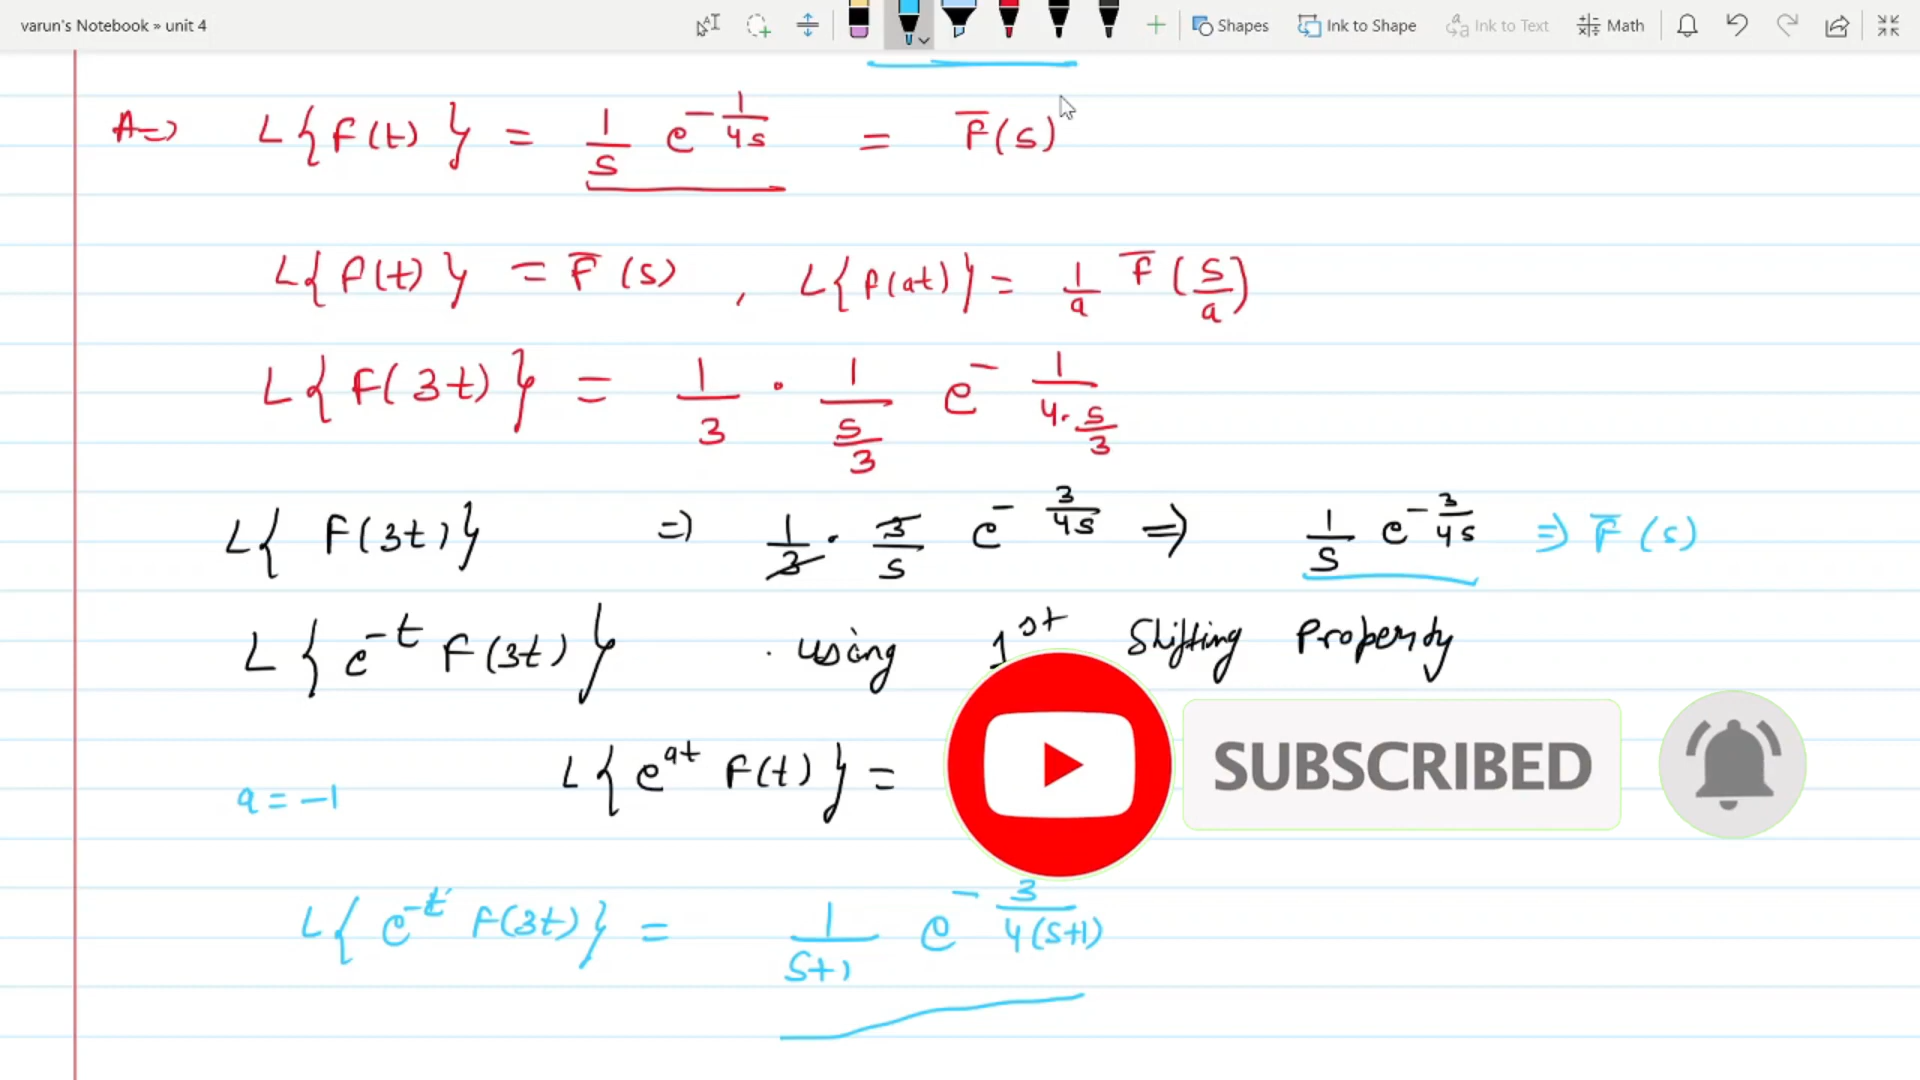 varun's Notebook » unit 4
Shapes Ink to Shape Ink to Text Math
A=> L{F(t)} = 1/s e^(-1/4s) = F̅(s)
L{f(t)} = F̅(s) , L{f(at)} = 1/a F̅(s/a)
L{F(3t)} = 1/3 · 1/(s/3) e^(-1/(4·s/3))
L{F(3t)} => 1/3 · 3/s e^(-3/4s) => 1/s e^(-3/4s) => F̅(s)
L{e^(-t) F(3t)} · using 1st Shifting Property
L{e^(at) F(t)} =
SUBSCRIBED
a = -1
L{e^(-t) F(3t)} = 1/(s+1) e^(-3/4(s+1))